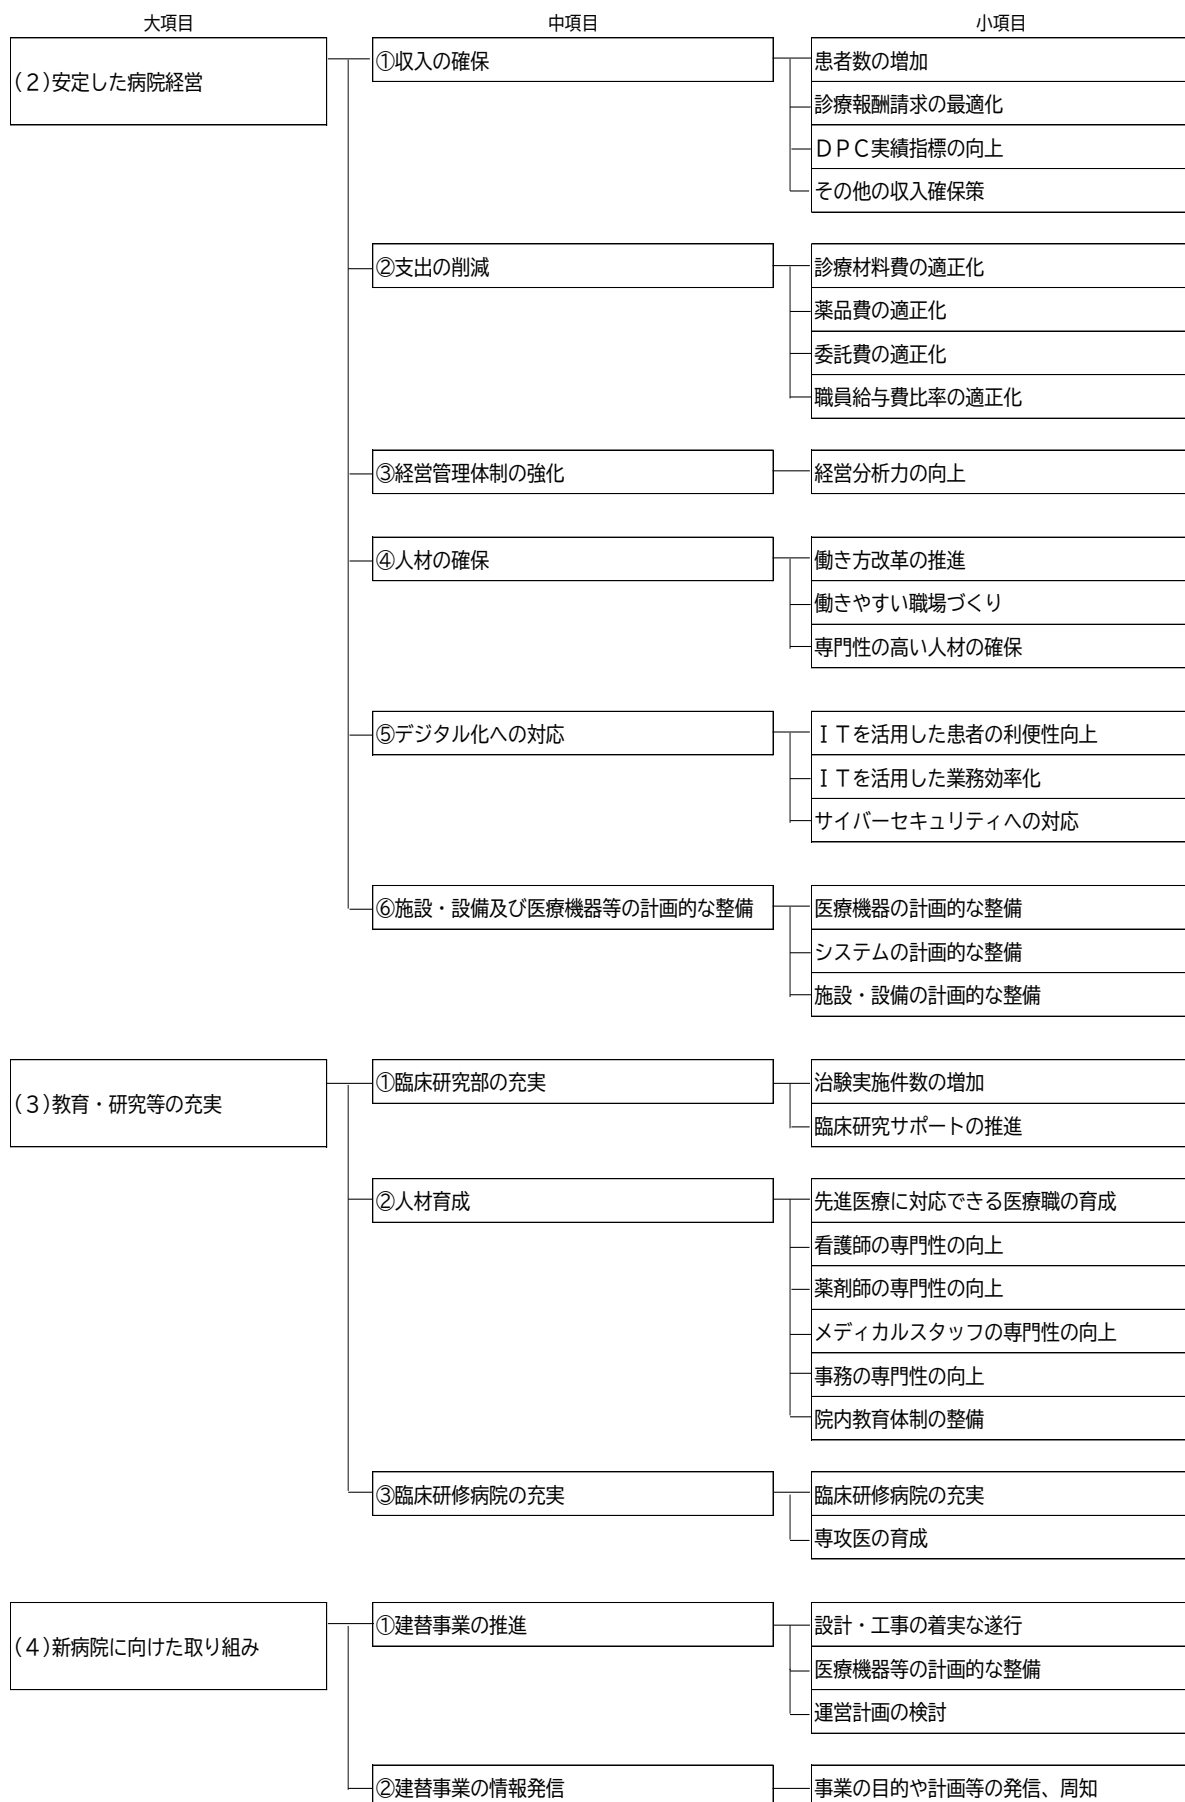 大項目
中項目
小項目
（２）安定した病院経営
①収入の確保
患者数の増加
診療報酬請求の最適化
ＤＰＣ実績指標の向上
その他の収入確保策
②支出の削減
診療材料費の適正化
薬品費の適正化
委託費の適正化
職員給与費比率の適正化
③経営管理体制の強化
経営分析力の向上
④人材の確保
働き方改革の推進
働きやすい職場づくり
専門性の高い人材の確保
⑤デジタル化への対応
ＩＴを活用した患者の利便性向上
ＩＴを活用した業務効率化
サイバーセキュリティへの対応
⑥施設・設備及び医療機器等の計画的な整備
医療機器の計画的な整備
システムの計画的な整備
施設・設備の計画的な整備
（３）教育・研究等の充実
①臨床研究部の充実
治験実施件数の増加
臨床研究サポートの推進
②人材育成
先進医療に対応できる医療職の育成
看護師の専門性の向上
薬剤師の専門性の向上
メディカルスタッフの専門性の向上
事務の専門性の向上
院内教育体制の整備
③臨床研修病院の充実
臨床研修病院の充実
専攻医の育成
（４）新病院に向けた取り組み
①建替事業の推進
設計・工事の着実な遂行
医療機器等の計画的な整備
運営計画の検討
②建替事業の情報発信
事業の目的や計画等の発信、周知